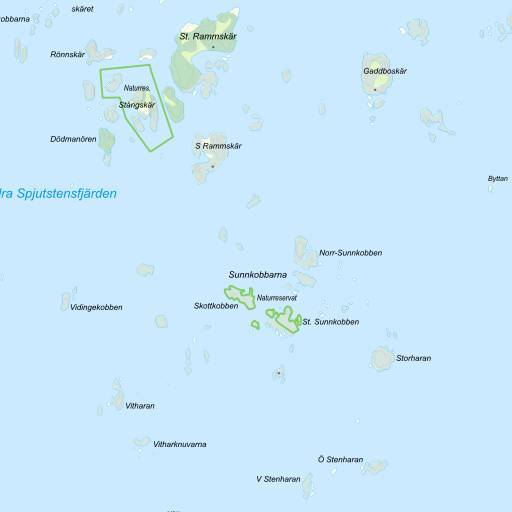 skäret
kobbarna
St. Rammskär
Rönnskär
Gaddboskär
Naturres.
Stångskär
Dödmanören
S Rammskär
Byttan
dra Spjutstensfjärden
Norr-Sunnkobben
Sunnkobbarna
Naturreservat
Skottkobben
Vidingekobben
St. Sunnkobben
Storharan
Vitharan
Vitharknuvarna
Ö Stenharan
V Stenharan